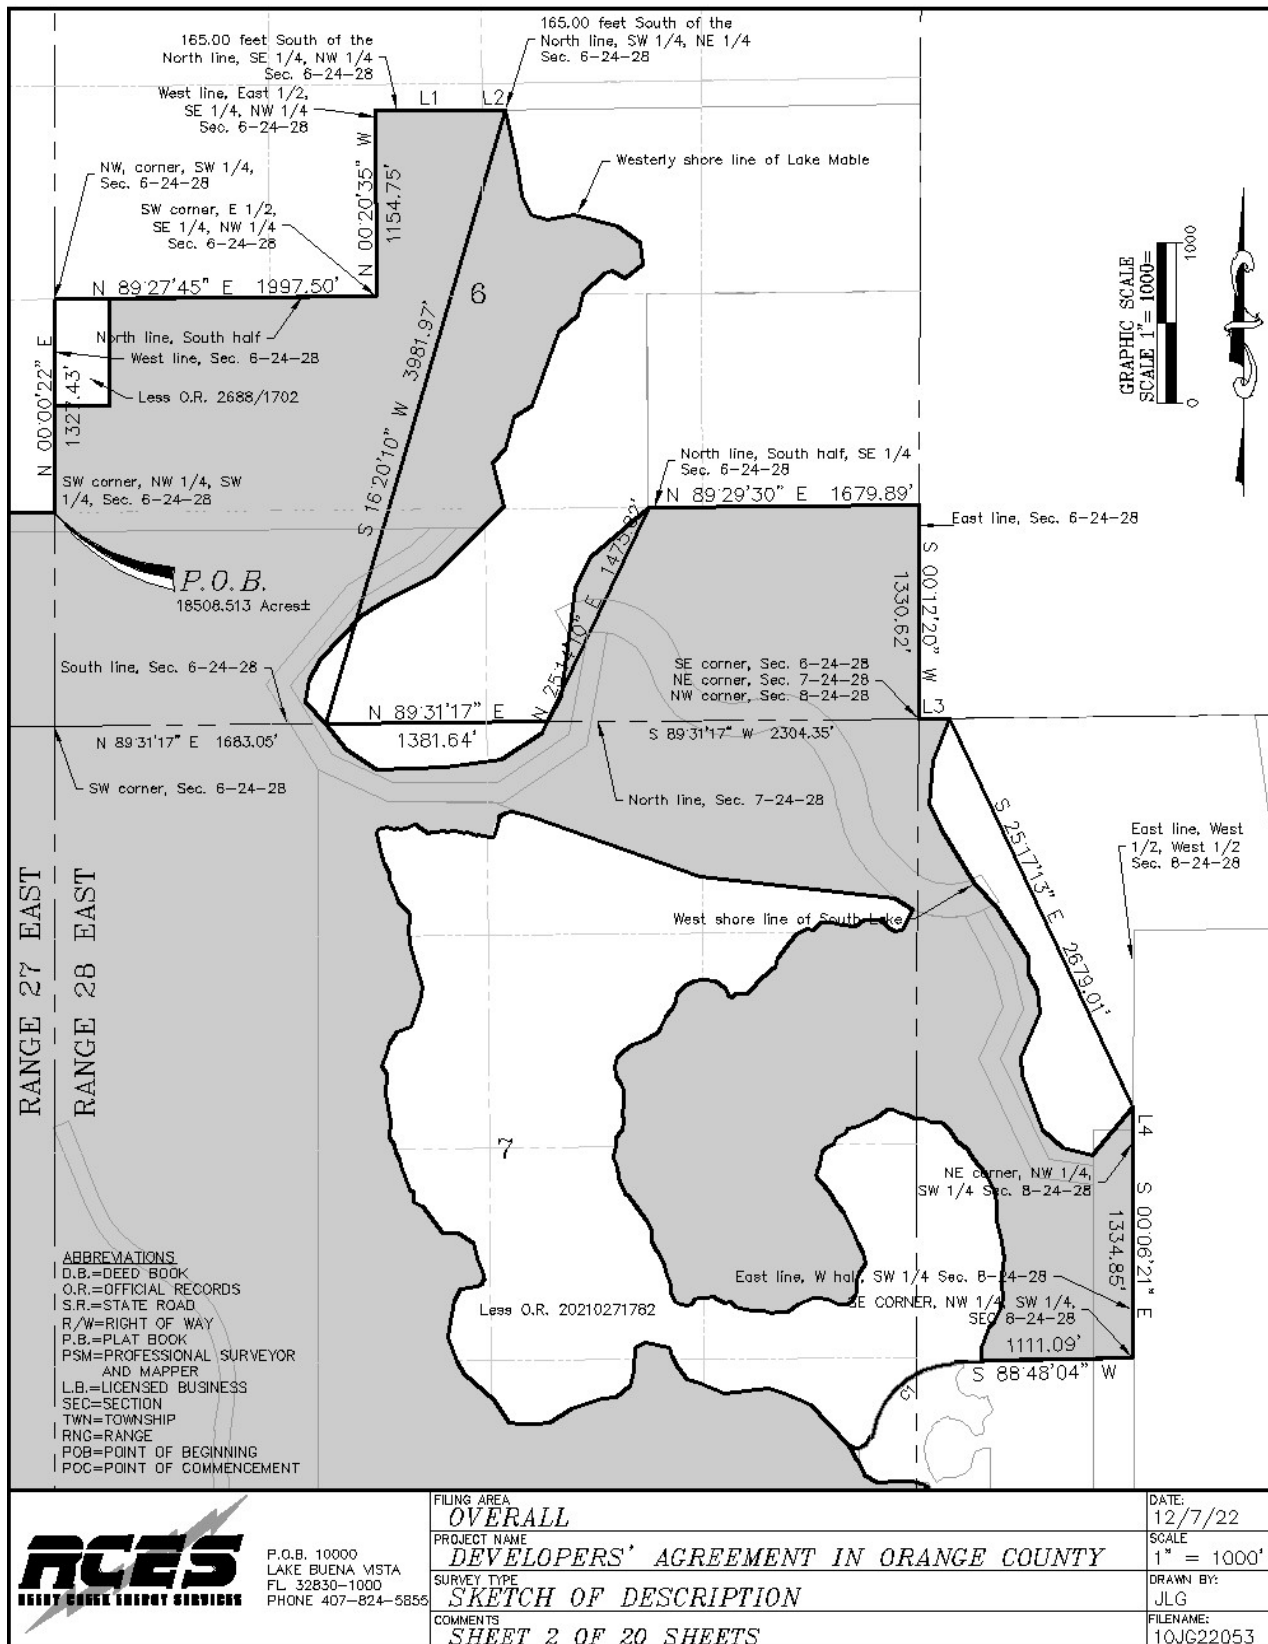 165.00 feet South of the
North line, SW 1/4, NE 1/4
Sec. 6-24-28
165.00 feet South of the
North line, SE 1/4, NW 1/4
Sec. 6-24-28
L1
L2
West line, East 1/2,
SE 1/4, NW 1/4
Sec. 6-24-28
NW, corner, SW 1/4,
Sec. 6-24-28
SW corner, E 1/2,
SE 1/4, NW 1/4
Sec. 6-24-28
N 00°20'35" W
1154.75'
Westerly shore line of Lake Mable
N 89°27'45" E 1997.50'
6
North line, South half
West line, Sec. 6-24-28
Less O.R. 2688/1702
N 00°00'22" E
1327.43'
S 16°20'10" W 3981.97'
GRAPHIC SCALE
SCALE 1"= 1000=
0
1000
SW corner, NW 1/4, SW
1/4, Sec. 6-24-28
North line, South half, SE 1/4
Sec. 6-24-28
N 89°29'30" E 1679.89'
East line, Sec. 6-24-28
P.O.B.
18508.513 Acres±
S 00°12'20" W
1330.62'
South line, Sec. 6-24-28
SE corner, Sec. 6-24-28
NE corner, Sec. 7-24-28
NW corner, Sec. 8-24-28
L3
N 89°31'17" E
1381.64'
N 89°31'17" E 1683.05'
S 89°31'17" W 2304.35'
SW corner, Sec. 6-24-28
North line, Sec. 7-24-28
S 25°17'13" E 2679.01'
East line, West
1/2, West 1/2
Sec. 8-24-28
West shore line of South Lake
RANGE 27 EAST
RANGE 28 EAST
7
L4
NE corner, NW 1/4,
SW 1/4 Sec. 8-24-28
S 00°06'21" E
1334.85'
East line, W half, SW 1/4 Sec. 8-24-28
SE CORNER, NW 1/4, SW 1/4,
SEC 8-24-28
1111.09'
S 88°48'04" W
Less O.R. 20210271782
ABBREVIATIONS
D.B.=DEED BOOK
O.R.=OFFICIAL RECORDS
S.R.=STATE ROAD
R/W=RIGHT OF WAY
P.B.=PLAT BOOK
PSM=PROFESSIONAL SURVEYOR
AND MAPPER
L.B.=LICENSED BUSINESS
SEC=SECTION
TWN=TOWNSHIP
RNG=RANGE
POB=POINT OF BEGINNING
POC=POINT OF COMMENCEMENT
RCES
REEDY CREEK ENERGY SERVICES
P.O.B. 10000
LAKE BUENA VISTA
FL 32830-1000
PHONE 407-824-5855
FILING AREA
OVERALL
PROJECT NAME
DEVELOPERS' AGREEMENT IN ORANGE COUNTY
SURVEY TYPE
SKETCH OF DESCRIPTION
COMMENTS
SHEET 2 OF 20 SHEETS
DATE:
12/7/22
SCALE
1" = 1000'
DRAWN BY:
JLG
FILENAME:
10JG22053